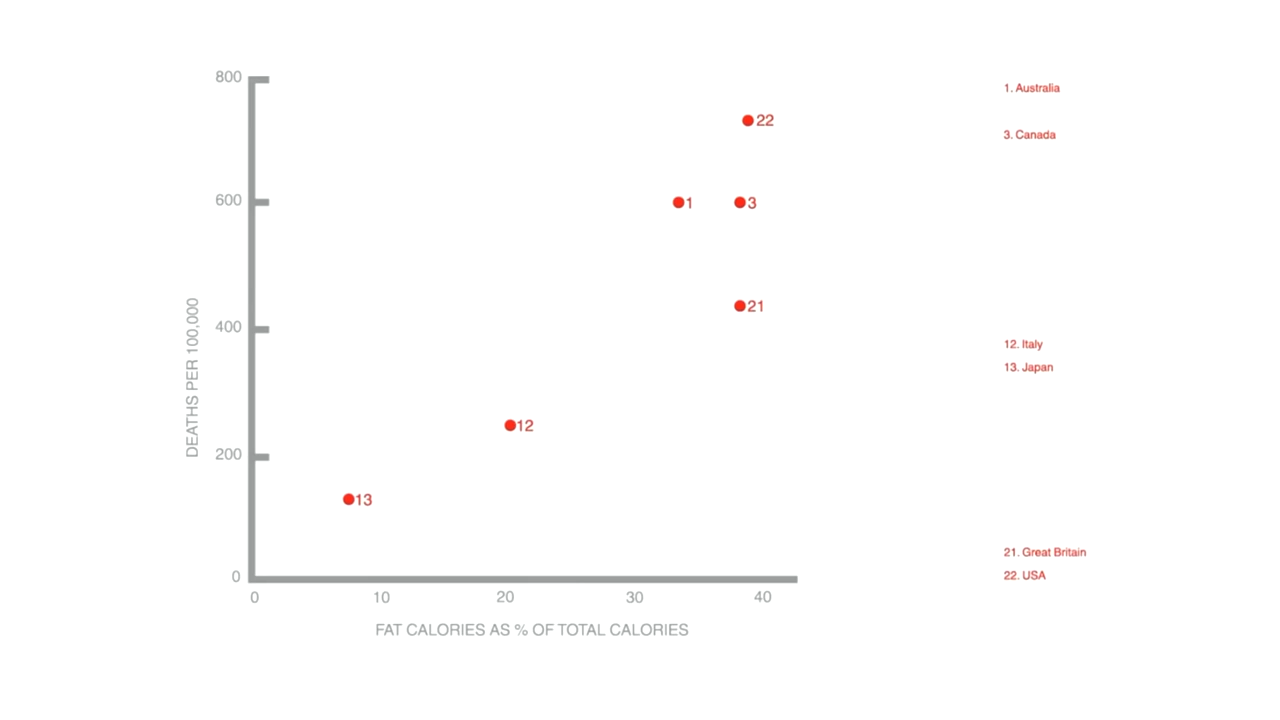 800
600
400
200
0
DEATHS PER 100,000
22
1
3
21
12
13
0
10
20
30
40
FAT CALORIES AS % OF TOTAL CALORIES
1. Australia
3. Canada
12. Italy
13. Japan
21. Great Britain
22. USA